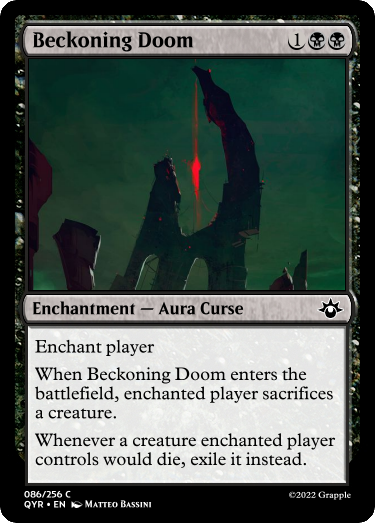 Beckoning Doom 1
Enchantment — Aura Curse
Enchant player
When Beckoning Doom enters the
battlefield, enchanted player sacrifices
a creature.
Whenever a creature enchanted player
controls would die, exile it instead.
086/256 C
QYR • EN Matteo Bassini
©2022 Grapple